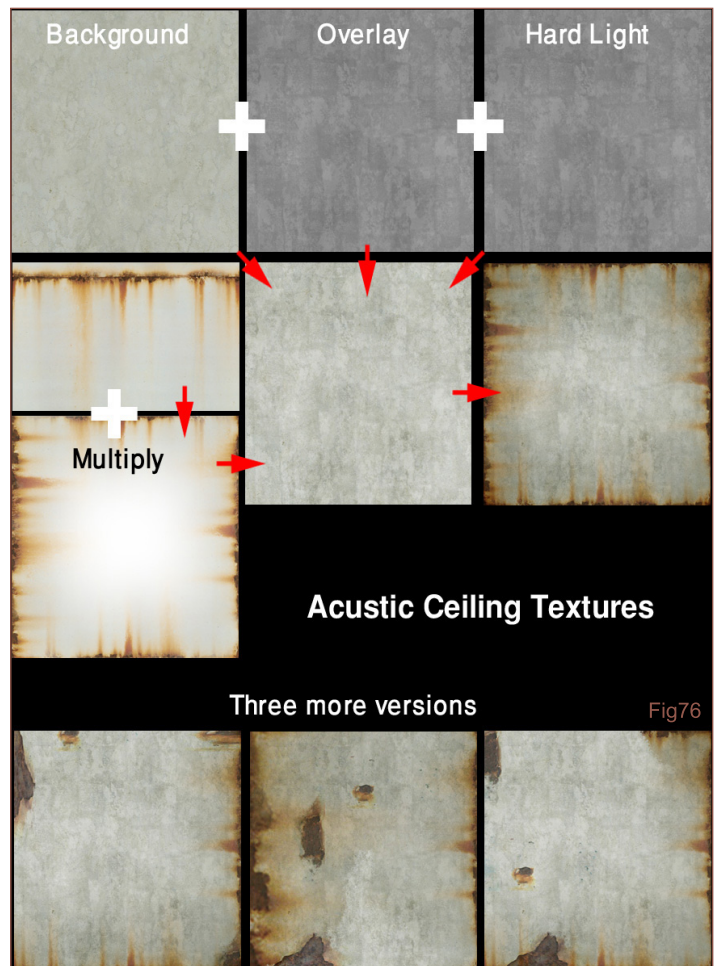 Background
Overlay
Hard Light
Multiply
Acustic Ceiling Textures
Three more versions
Fig76